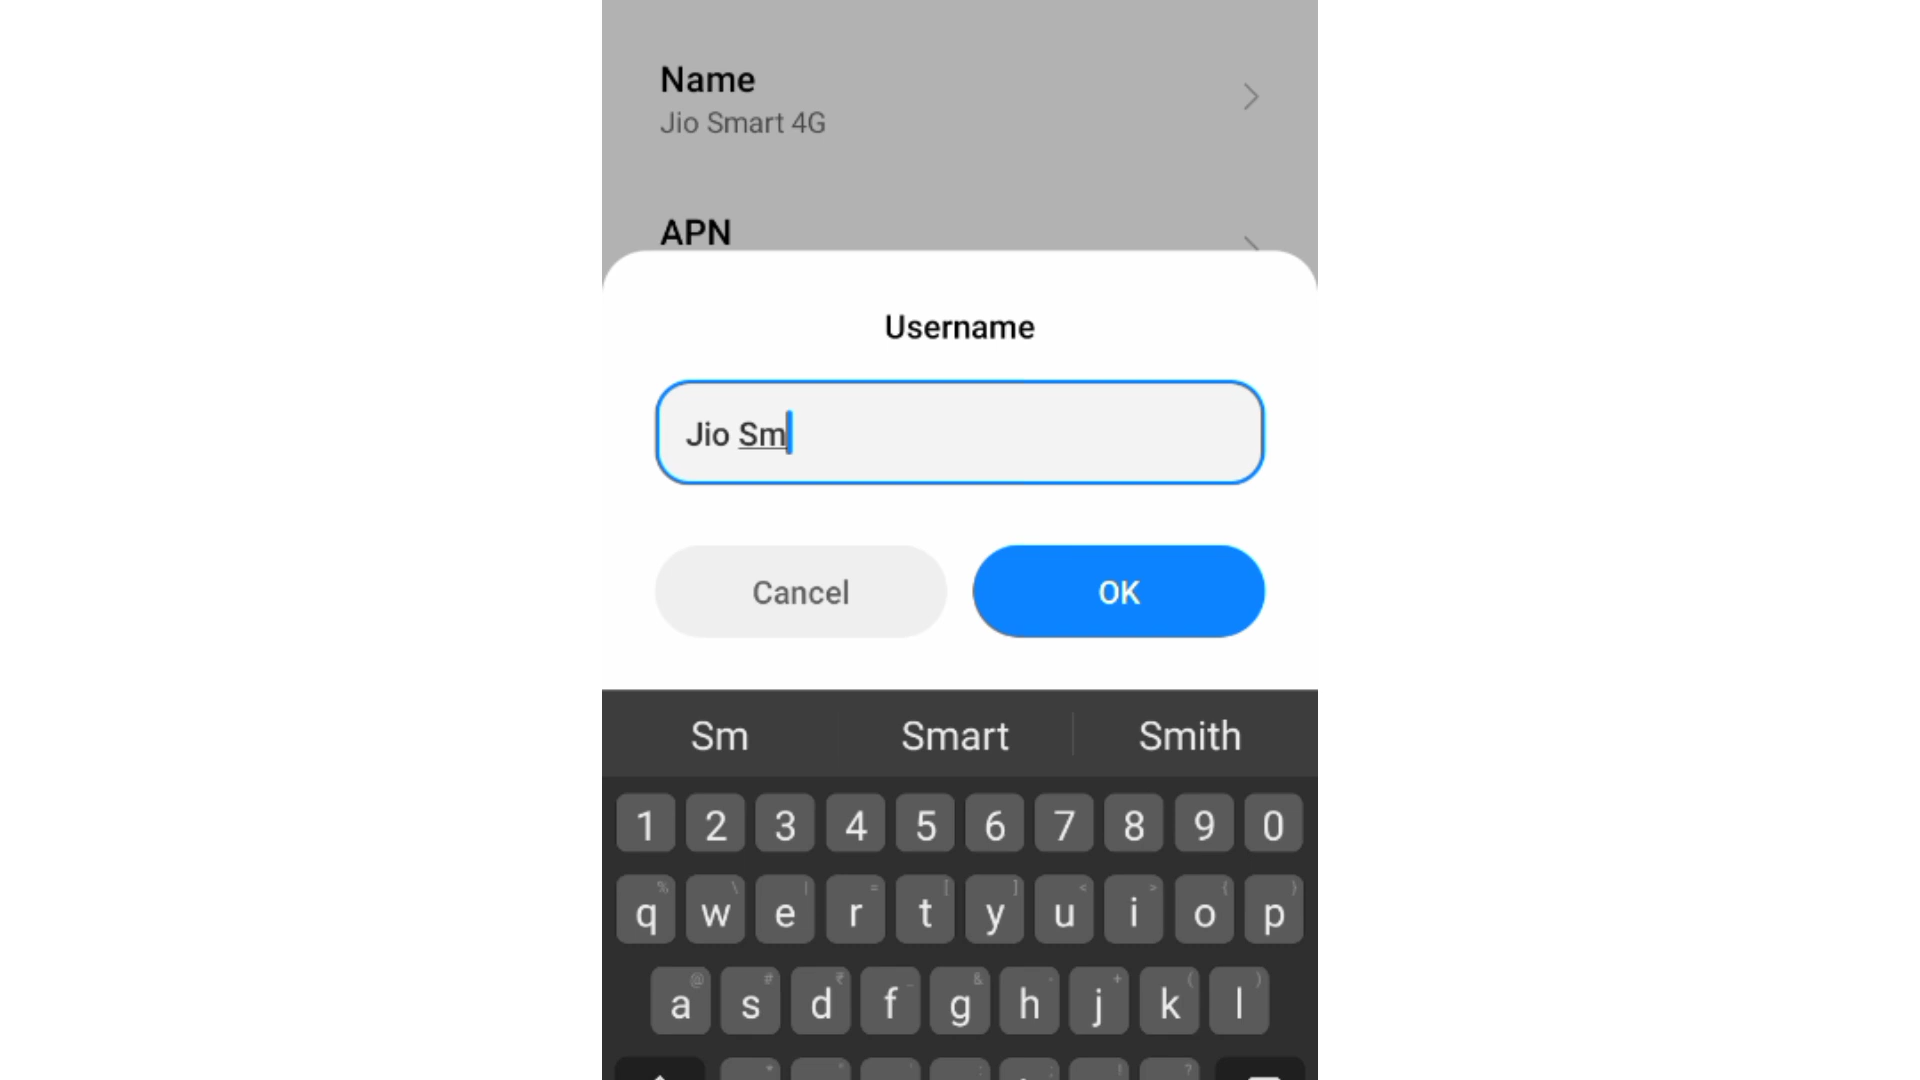 Name
Jio Smart 4G
APN
Username
Jio Sm
Cancel OK
Sm Smart Smith
1 2 3 4 5 6 7 8 9 0
% \ | = [ ] < > { }
q w e r t y u i o p
@ # ₹ _ & - + ( )
a s d f g h j k l